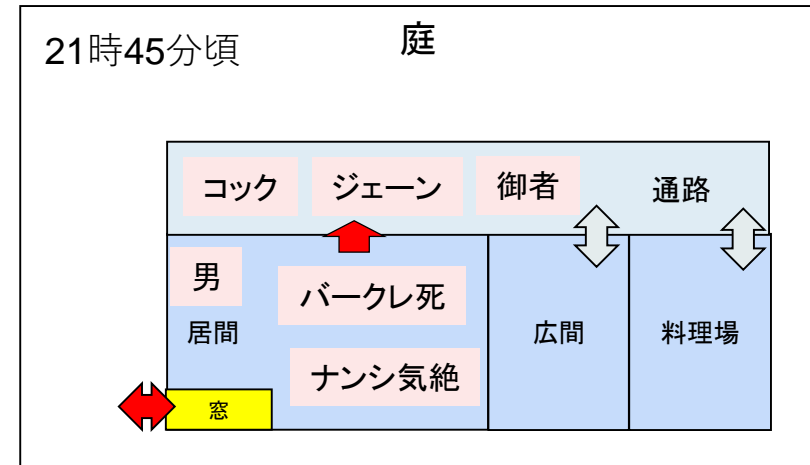 21時45分頃
庭
コック
ジェーン
御者
通路
男
バークレ死
居間
広間
料理場
ナンシ気絶
窓